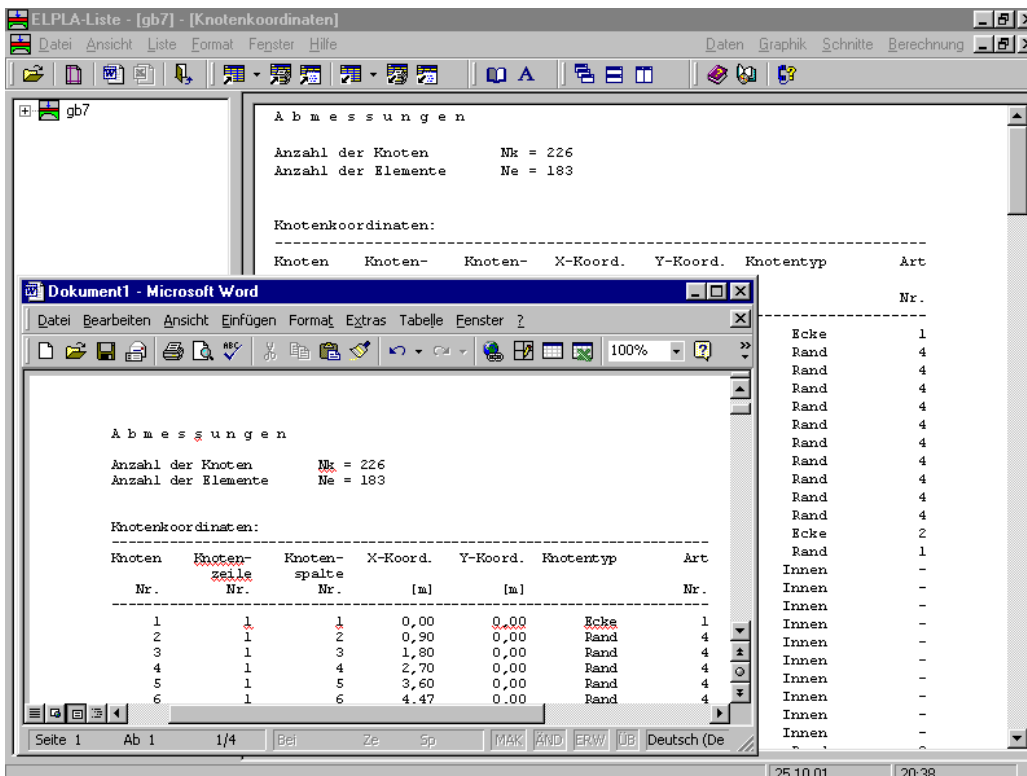 ELPLA-Liste - [gb7] - [Knotenkoordinaten]
Datei Ansicht Liste Format Fenster Hilfe Daten Graphik Schnitte Berechnung
gb7
A b m e s s u n g e n
Anzahl der Knoten Nk = 226
Anzahl der Elemente Ne = 183
Knotenkoordinaten:
Knoten Knoten- Knoten- X-Koord. Y-Koord. Knotentyp Art
Nr.
Ecke 1
Rand 4
Rand 4
Rand 4
Rand 4
Rand 4
Rand 4
Rand 4
Rand 4
Rand 4
Rand 4
Ecke 2
Rand 1
Innen -
Innen -
Innen -
Innen -
Innen -
Innen -
Innen -
Innen -
Innen -
Innen -
Dokument1 - Microsoft Word
Datei Bearbeiten Ansicht Einfügen Format Extras Tabelle Fenster ?
100%
A b m e s s u n g e n
Anzahl der Knoten Nk = 226
Anzahl der Elemente Ne = 183
Knotenkoordinaten:
Knoten Knoten- Knoten- X-Koord. Y-Koord. Knotentyp Art
zeile spalte
Nr. Nr. Nr. [m] [m] Nr.
1 1 1 0,00 0,00 Ecke 1
2 1 2 0,90 0,00 Rand 4
3 1 3 1,80 0,00 Rand 4
4 1 4 2,70 0,00 Rand 4
5 1 5 3,60 0,00 Rand 4
6 1 6 4,47 0,00 Rand 4
Seite 1 Ab 1 1/4 Bei Ze Sp MAK ÄND ERW ÜB Deutsch (De
25.10.01 20:38